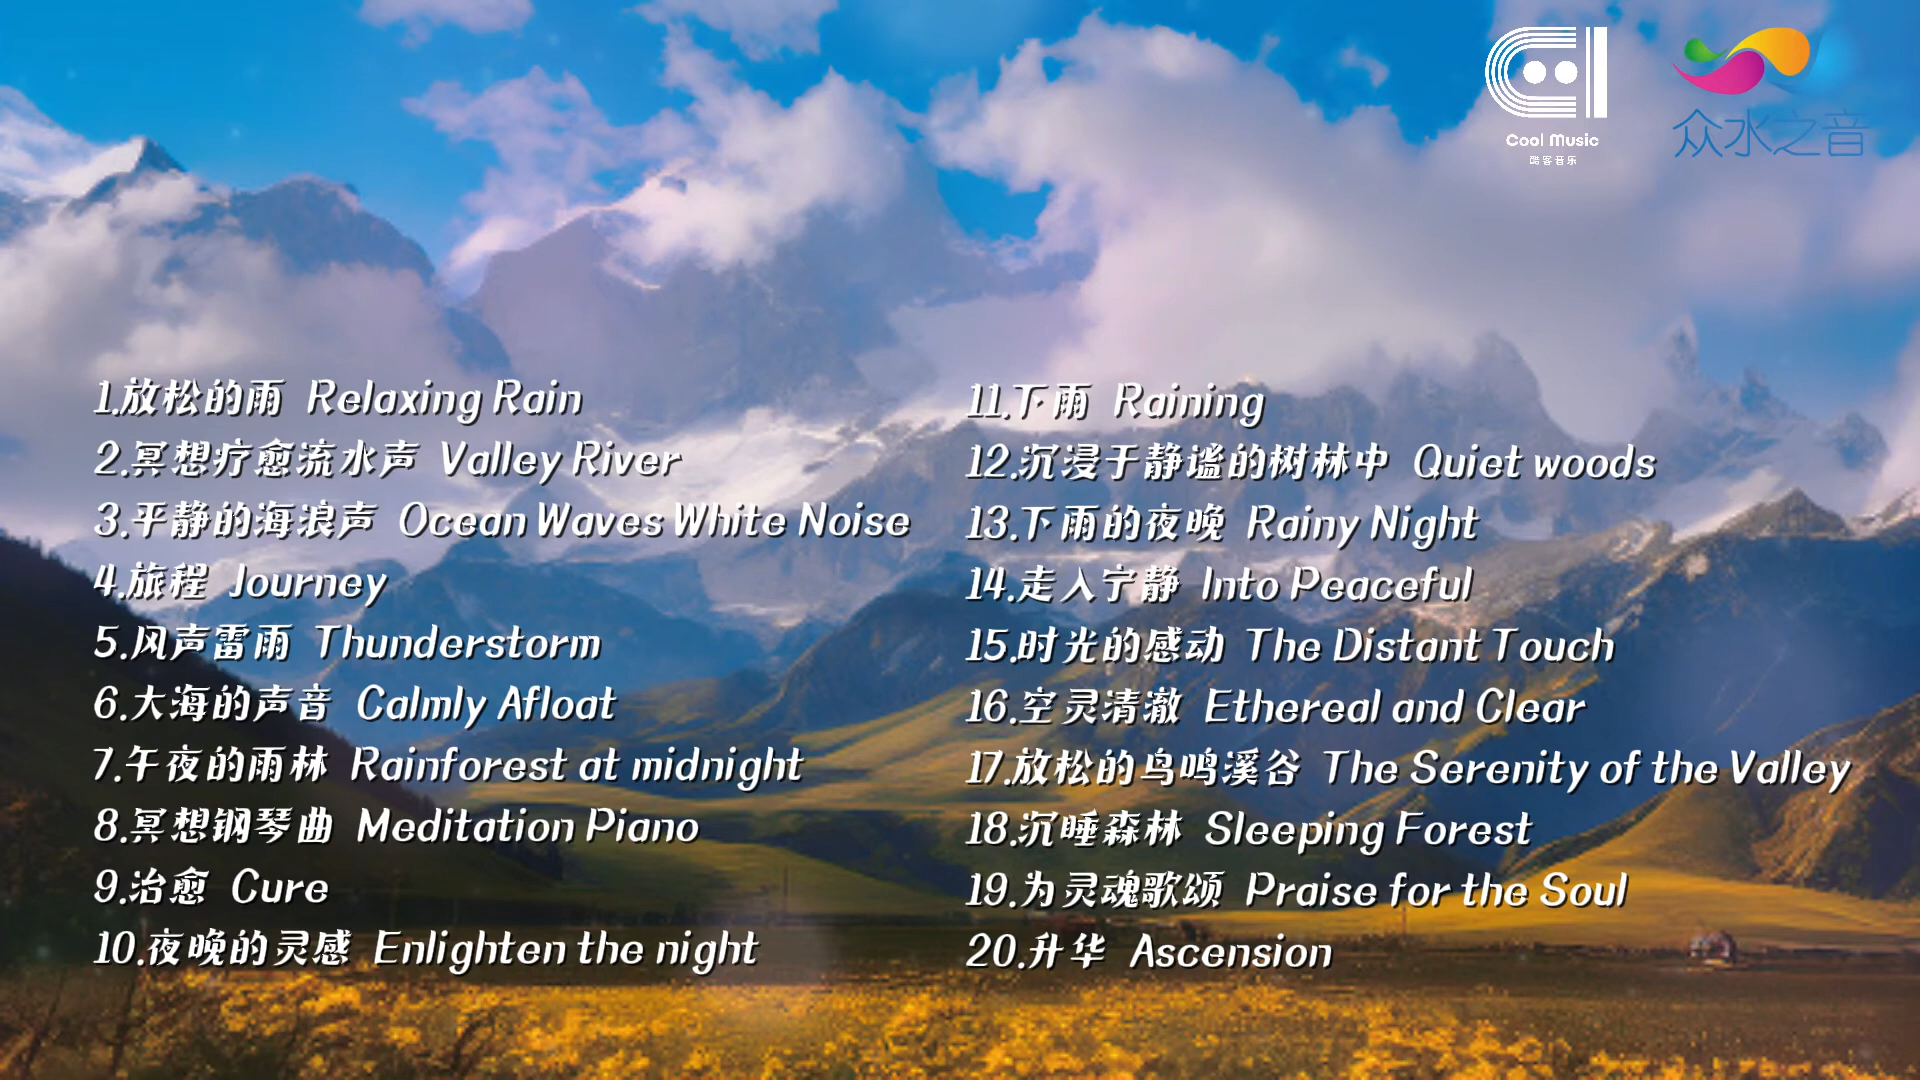 Cool Music
酷客音乐
众水之音
1.放松的雨 Relaxing Rain
2.冥想疗愈流水声 Valley River
3.平静的海浪声 Ocean Waves White Noise
4.旅程 Journey
5.风声雷雨 Thunderstorm
6.大海的声音 Calmly Afloat
7.午夜的雨林 Rainforest at midnight
8.冥想钢琴曲 Meditation Piano
9.治愈 Cure
10.夜晚的灵感 Enlighten the night
11.下雨 Raining
12.沉浸于静谧的树林中 Quiet woods
13.下雨的夜晚 Rainy Night
14.走入宁静 Into Peaceful
15.时光的感动 The Distant Touch
16.空灵清澈 Ethereal and Clear
17.放松的鸟鸣溪谷 The Serenity of the Valley
18.沉睡森林 Sleeping Forest
19.为灵魂歌颂 Praise for the Soul
20.升华 Ascension